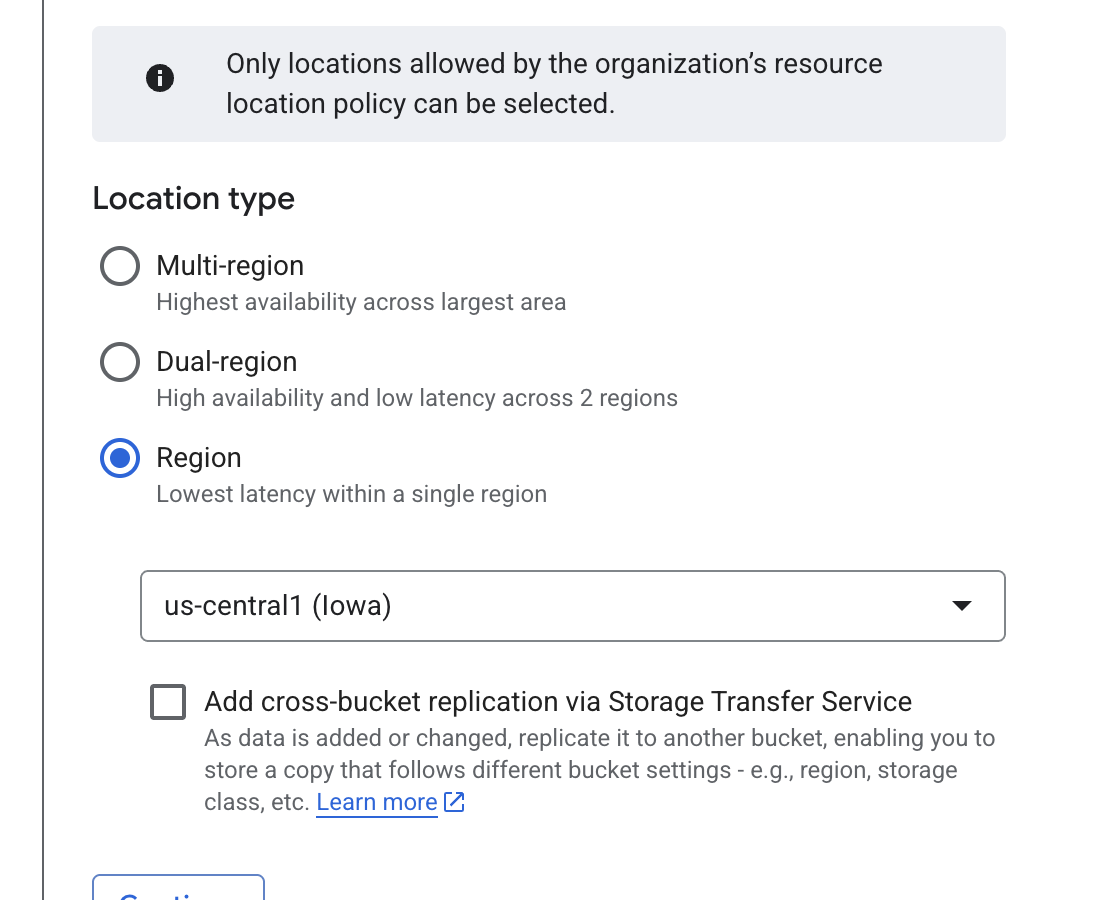 Only locations allowed by the organization’s resource
location policy can be selected.
Location type
Multi-region
Highest availability across largest area
Dual-region
High availability and low latency across 2 regions
Region
Lowest latency within a single region
us-central1 (Iowa)
Add cross-bucket replication via Storage Transfer Service
As data is added or changed, replicate it to another bucket, enabling you to
store a copy that follows different bucket settings - e.g., region, storage
class, etc. Learn more